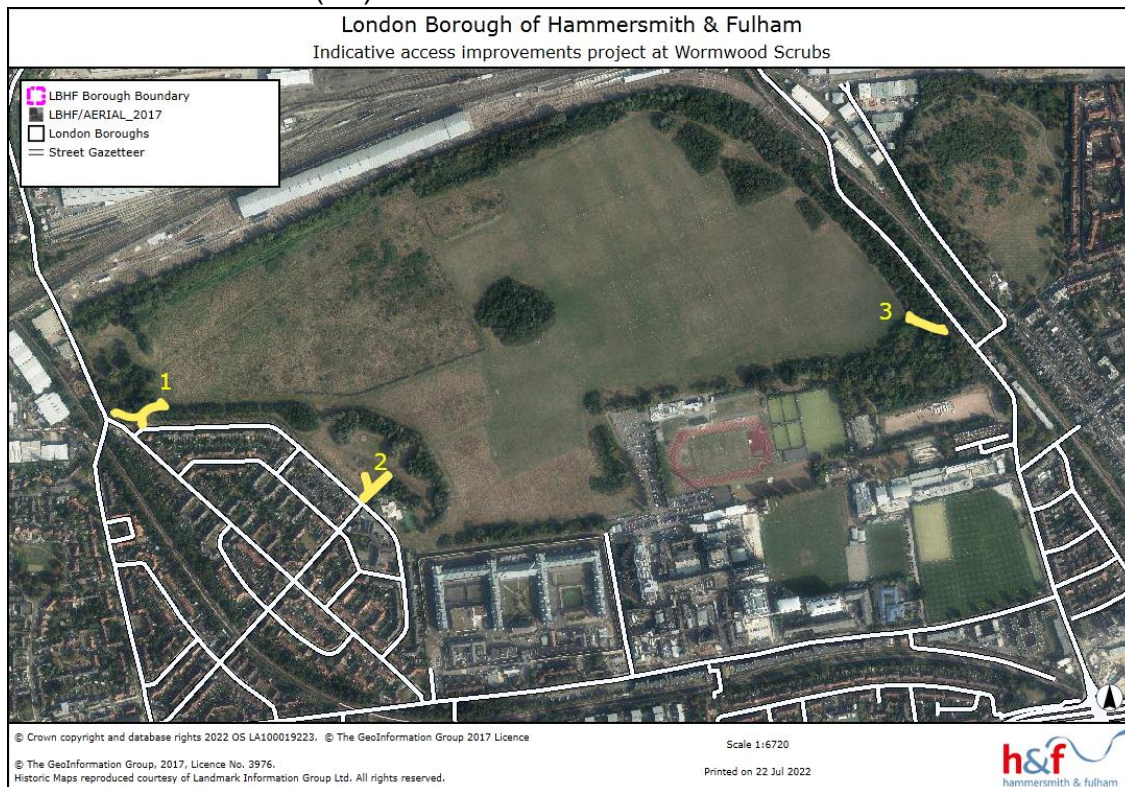 London Borough of Hammersmith & Fulham
Indicative access improvements project at Wormwood Scrubs
LBHF Borough Boundary
LBHF/AERIAL_2017
London Boroughs
Street Gazetteer
1
2
3
© Crown copyright and database rights 2022 OS LA100019223. © The GeoInformation Group 2017 Licence
© The GeoInformation Group, 2017, Licence No. 3976.
Historic Maps reproduced courtesy of Landmark Information Group Ltd. All rights reserved.
Scale 1:6720
Printed on 22 Jul 2022
h&f
hammersmith & fulham